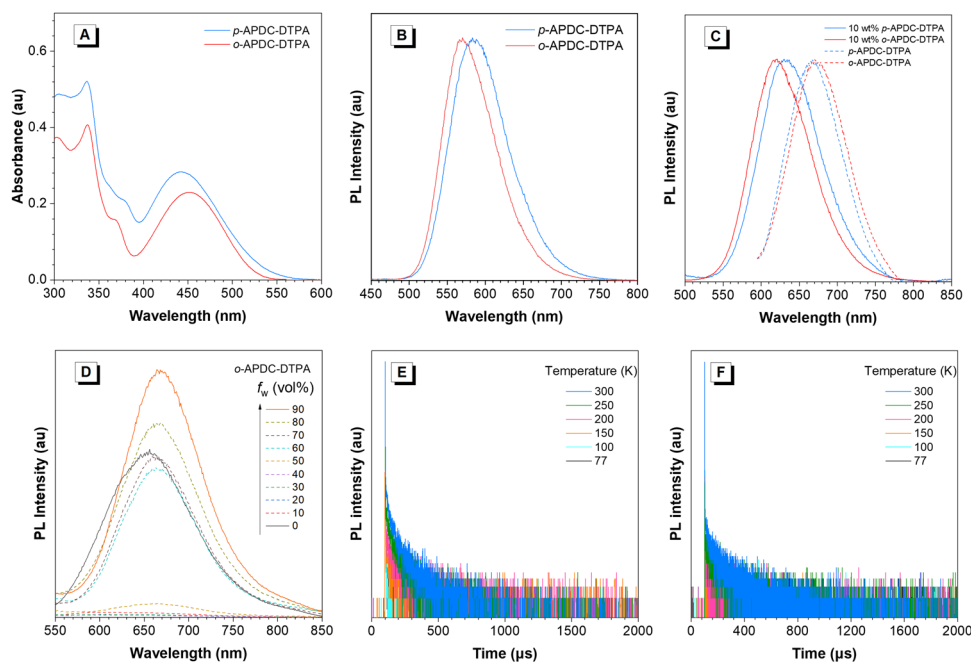 A
p-APDC-DTPA
o-APDC-DTPA
Absorbance (au)
0.6
0.4
0.2
0.0
300 400 500 600
Wavelength (nm)
B
p-APDC-DTPA
o-APDC-DTPA
PL Intensity (au)
450 500 550 600 650 700 750 800
Wavelength (nm)
C
10 wt% p-APDC-DTPA
10 wt% o-APDC-DTPA
p-APDC-DTPA
o-APDC-DTPA
PL Intensity (au)
500 550 600 650 700 750 800 850
Wavelength (nm)
D
o-APDC-DTPA
fw (vol%)
90
80
70
60
50
40
30
20
10
0
PL Intensity (au)
550 600 650 700 750 800 850
Wavelength (nm)
E
Temperature (K)
300
250
200
150
100
77
PL Intensity (au)
0 500 1000 1500 2000
Time (μs)
F
Temperature (K)
300
250
200
150
100
77
PL intensity (au)
0 400 800 1200 1600 2000
Time (μs)